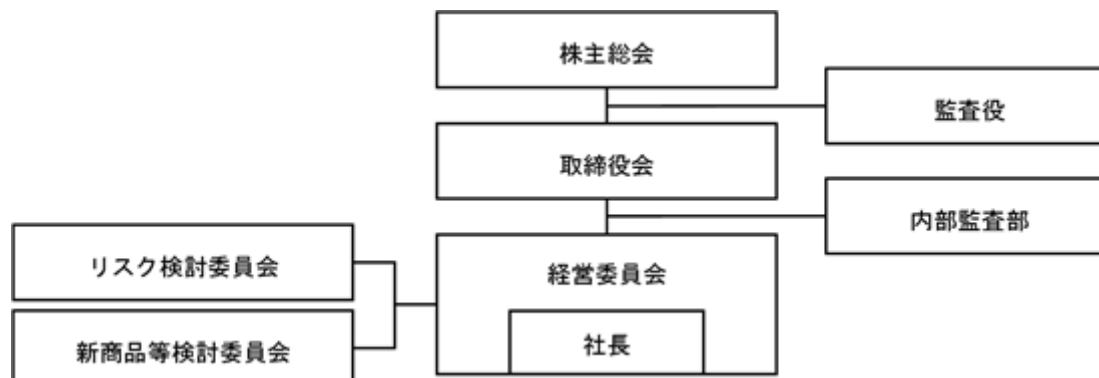 株主総会
監査役
取締役会
内部監査部
リスク検討委員会
経営委員会
新商品等検討委員会
社長